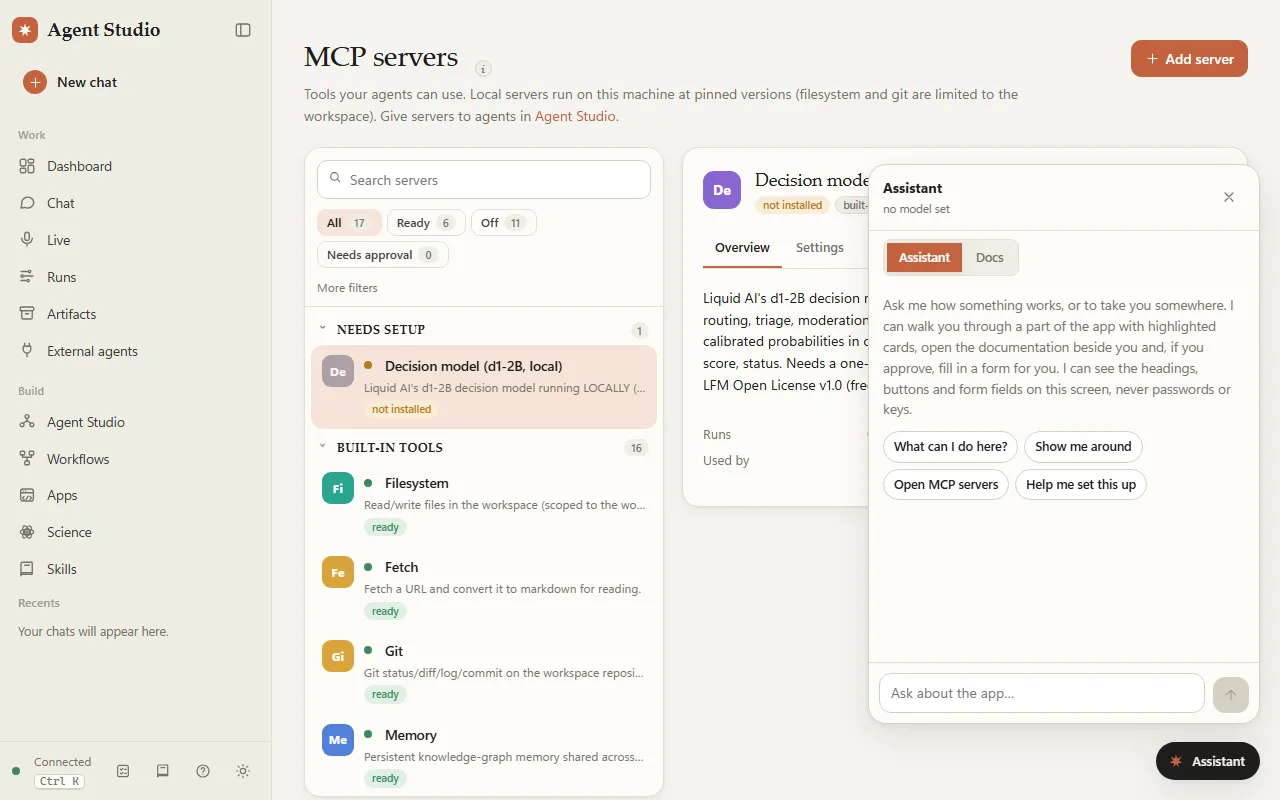 Agent Studio
New chat
Work
Dashboard
Chat
Live
Runs
Artifacts
External agents
Build
Agent Studio
Workflows
Apps
Science
Skills
Recents
Your chats will appear here.
Connected
Ctrl K
MCP servers
i
Add server
Tools your agents can use. Local servers run on this machine at pinned versions (filesystem and git are limited to the
workspace). Give servers to agents in Agent Studio.
Search servers
All 17
Ready 6
Off 11
Needs approval 0
More filters
NEEDS SETUP 1
De
Decision model (d1-2B, local)
Liquid AI's d1-2B decision model running LOCALLY (...
not installed
BUILT-IN TOOLS 16
Fi
Filesystem
Read/write files in the workspace (scoped to the wo...
ready
Fe
Fetch
Fetch a URL and convert it to markdown for reading.
ready
Gi
Git
Git status/diff/log/commit on the workspace reposi...
ready
Me
Memory
Persistent knowledge-graph memory shared across...
ready
De
Decision mode
not installed built-
Overview Settings
Liquid AI's d1-2B decision
routing, triage, moderation
calibrated probabilities in
score, status. Needs a one-
LFM Open License v1.0 (fre
Runs
Used by
Assistant
no model set
Assistant Docs
Ask me how something works, or to take you somewhere. I
can walk you through a part of the app with highlighted
cards, open the documentation beside you and, if you
approve, fill in a form for you. I can see the headings,
buttons and form fields on this screen, never passwords or
keys.
What can I do here?
Show me around
Open MCP servers
Help me set this up
Ask about the app...
Assistant